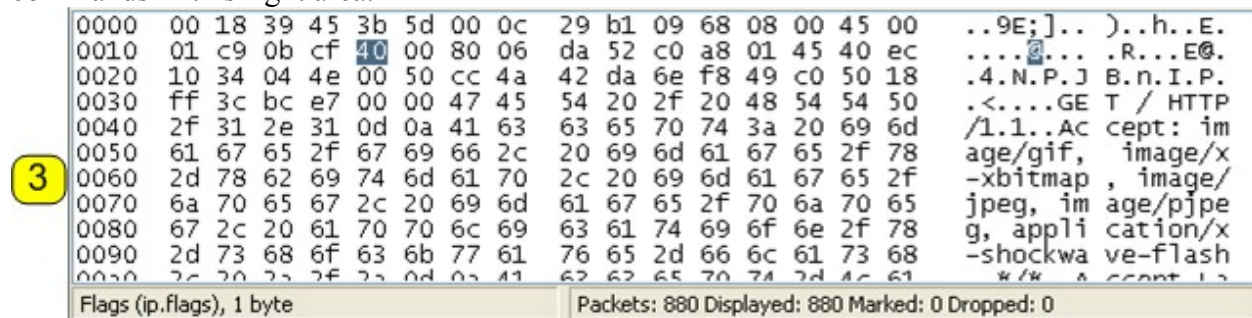 0000 00 18 39 45 3b 5d 00 0c 29 b1 09 68 08 00 45 00 ..9E;].. )..h..E.
0010 01 c9 0b cf 40 00 80 06 da 52 c0 a8 01 45 40 ec ....@... .R...E@.
0020 10 34 04 4e 00 50 cc 4a 42 da 6e f8 49 c0 50 18 .4.N.P.J B.n.I.P.
0030 ff 3c bc e7 00 00 47 45 54 20 2f 20 48 54 54 50 .<....GE T / HTTP
0040 2f 31 2e 31 0d 0a 41 63 63 65 70 74 3a 20 69 6d /1.1..Ac cept: im
0050 61 67 65 2f 67 69 66 2c 20 69 6d 61 67 65 2f 78 age/gif, image/x
3
0060 2d 78 62 69 74 6d 61 70 2c 20 69 6d 61 67 65 2f -xbitmap , image/
0070 6a 70 65 67 2c 20 69 6d 61 67 65 2f 70 6a 70 65 jpeg, im age/pjpe
0080 67 2c 20 61 70 70 6c 69 63 61 74 69 6f 6e 2f 78 g, appli cation/x
0090 2d 73 68 6f 63 6b 77 61 76 65 2d 66 6c 61 73 68 -shockwa ve-flash
Flags (ip.flags), 1 byte
Packets: 880 Displayed: 880 Marked: 0 Dropped: 0